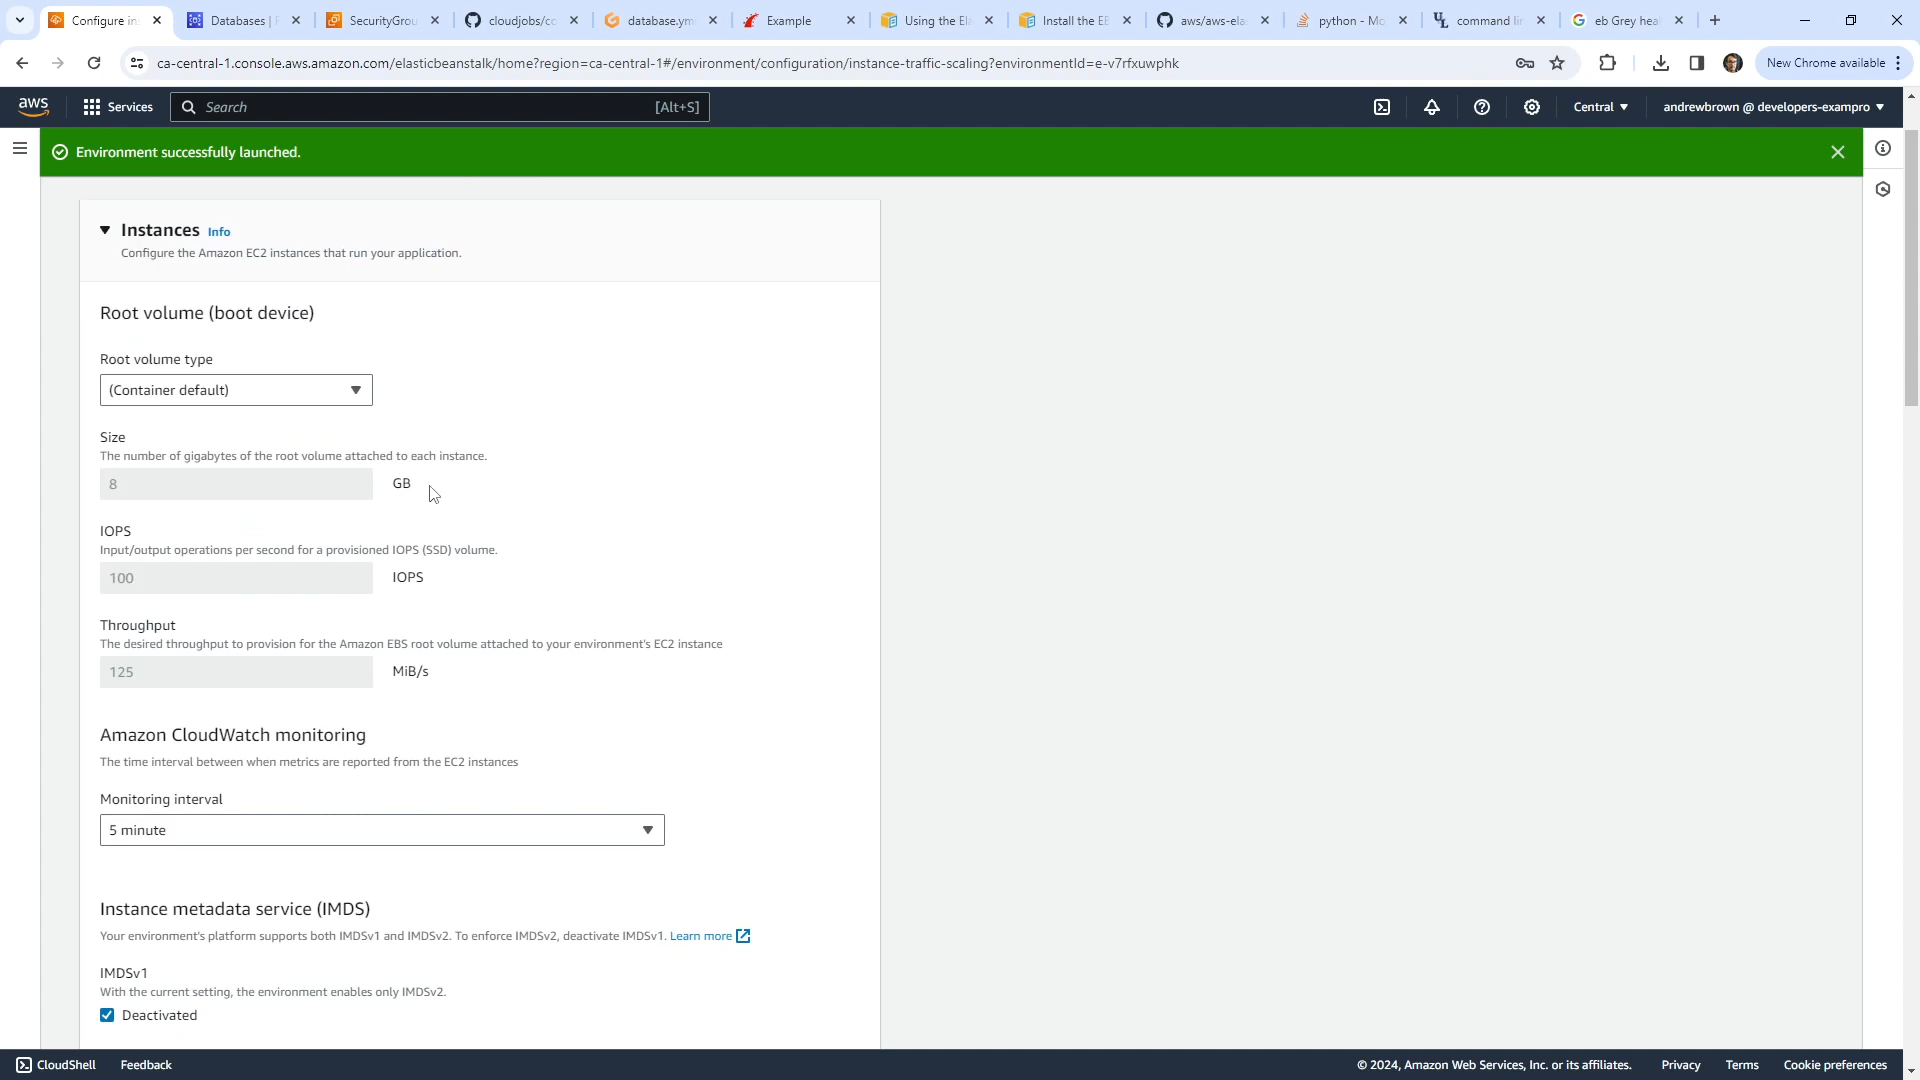 Configure in
Databases |
SecurityGrou
cloudjobs/co
database.ym
Example
Using the Ela
Install the EB
aws/aws-elas
python - Mo
command li
eb Grey heal
ca-central-1.console.aws.amazon.com/elasticbeanstalk/home?region=ca-central-1#/environment/configuration/instance-traffic-scaling?environmentId=e-v7rfxuwphk
New Chrome available
aws
Services
Search
[Alt+S]
Central
andrewbrown @ developers-exampro
Environment successfully launched.
Instances Info
Configure the Amazon EC2 instances that run your application.
Root volume (boot device)
Root volume type
(Container default)
Size
The number of gigabytes of the root volume attached to each instance.
8 GB
IOPS
Input/output operations per second for a provisioned IOPS (SSD) volume.
100 IOPS
Throughput
The desired throughput to provision for the Amazon EBS root volume attached to your environment's EC2 instance
125 MiB/s
Amazon CloudWatch monitoring
The time interval between when metrics are reported from the EC2 instances
Monitoring interval
5 minute
Instance metadata service (IMDS)
Your environment's platform supports both IMDSv1 and IMDSv2. To enforce IMDSv2, deactivate IMDSv1. Learn more
IMDSv1
With the current setting, the environment enables only IMDSv2.
Deactivated
CloudShell
Feedback
© 2024, Amazon Web Services, Inc. or its affiliates.
Privacy
Terms
Cookie preferences